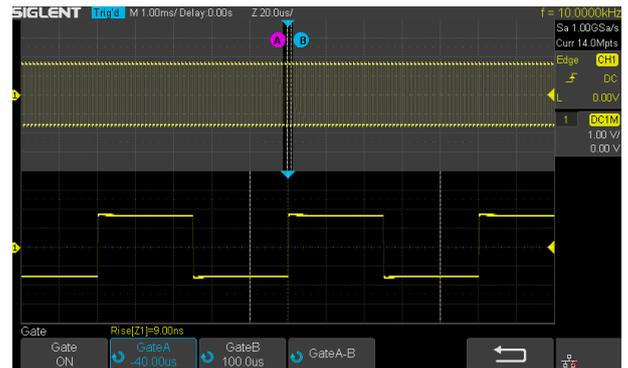 SIGLENT Trig'd M 1.00ms/ Delay:0.00s Z 20.0us/ f = 10.0000kHz
Sa 1.00GSa/s
A B Curr 14.0Mpts
Edge CH1
DC
L 0.00V
1 DC1M
1.00 V/
0.00 V
1
1
Gate Rise[Z1]=9.00ns
Gate GateA GateB GateA-B
ON -40.00us 100.0us